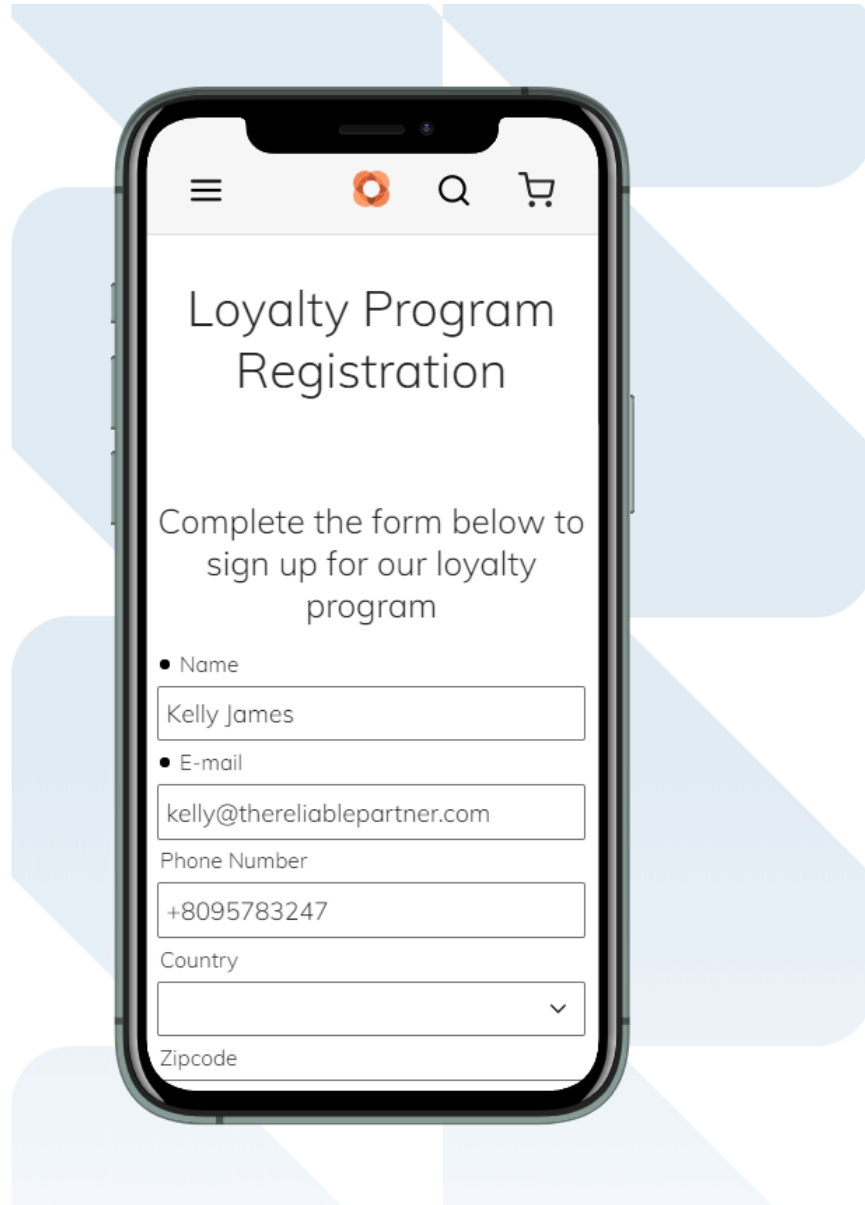 Loyalty Program
Registration
Complete the form below to
sign up for our loyalty
program
• Name
Kelly James
• E-mail
kelly@thereliablepartner.com
Phone Number
+8095783247
Country
Zipcode